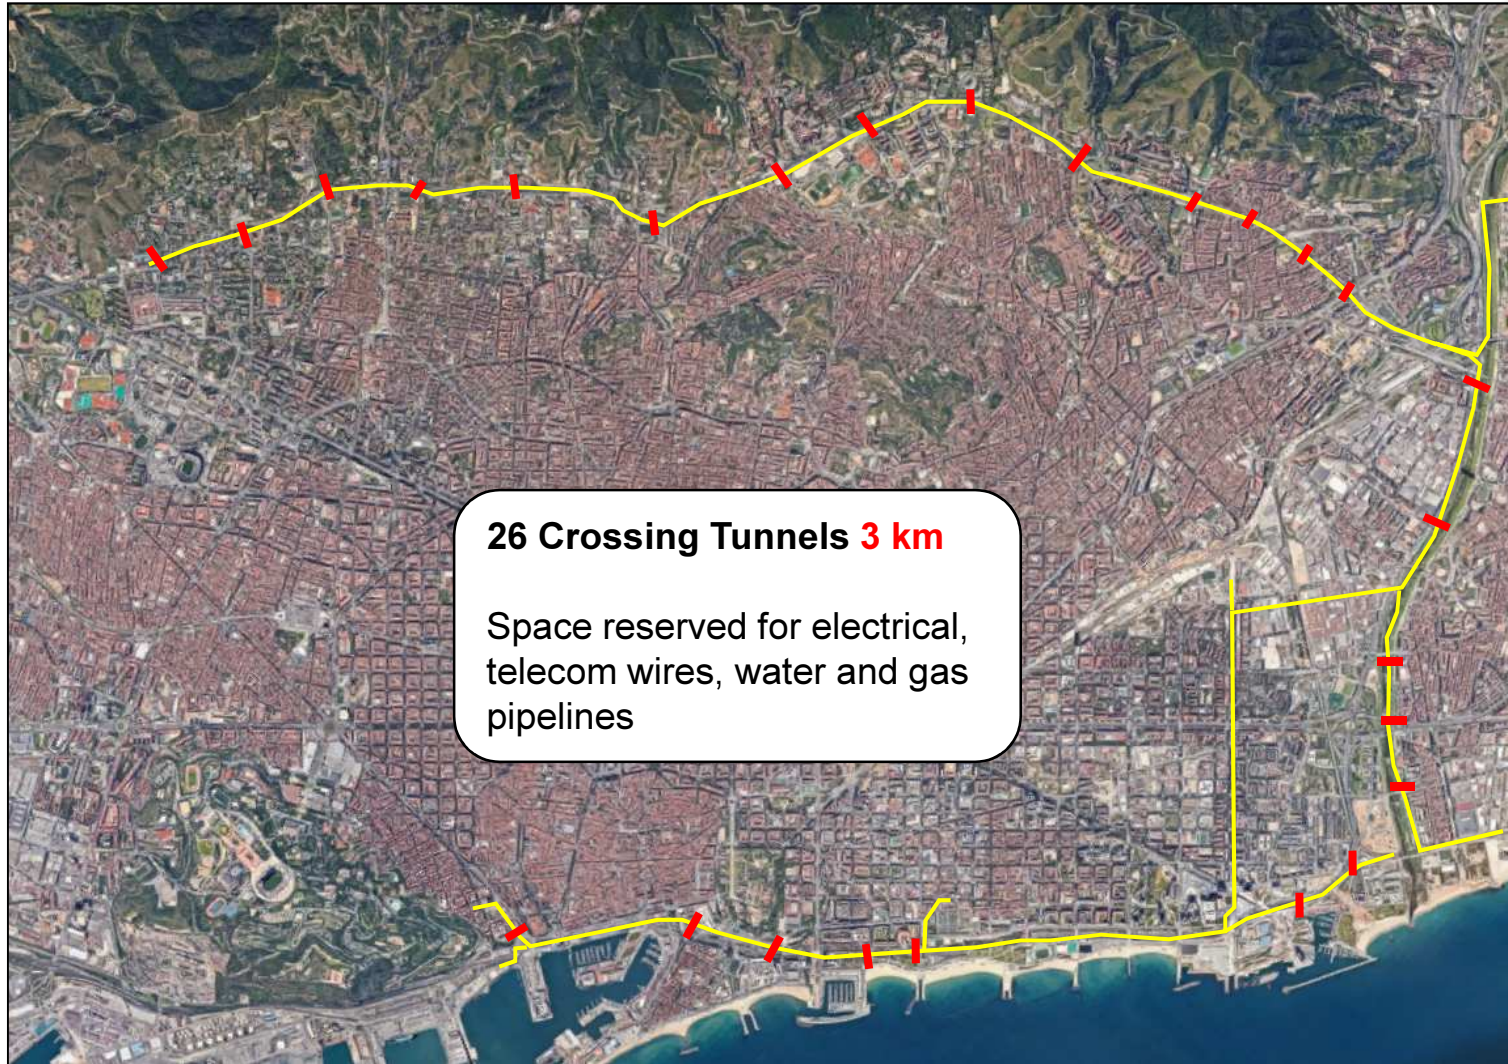 26 Crossing Tunnels 3 km
Space reserved for electrical,
telecom wires, water and gas
pipelines